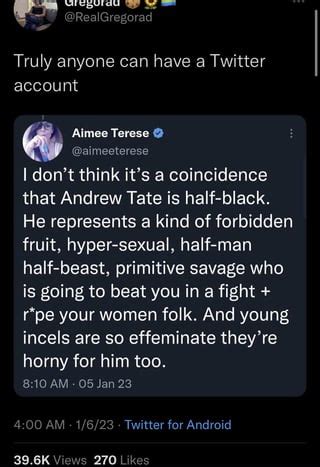 Gregorad
@RealGregorad
Truly anyone can have a Twitter
account
Aimee Terese
@aimeeterese
I don’t think it’s a coincidence
that Andrew Tate is half-black.
He represents a kind of forbidden
fruit, hyper-sexual, half-man
half-beast, primitive savage who
is going to beat you in a fight +
r*pe your women folk. And young
incels are so effeminate they’re
horny for him too.
8:10 AM · 05 Jan 23
4:00 AM · 1/6/23 · Twitter for Android
39.6K Views 270 Likes